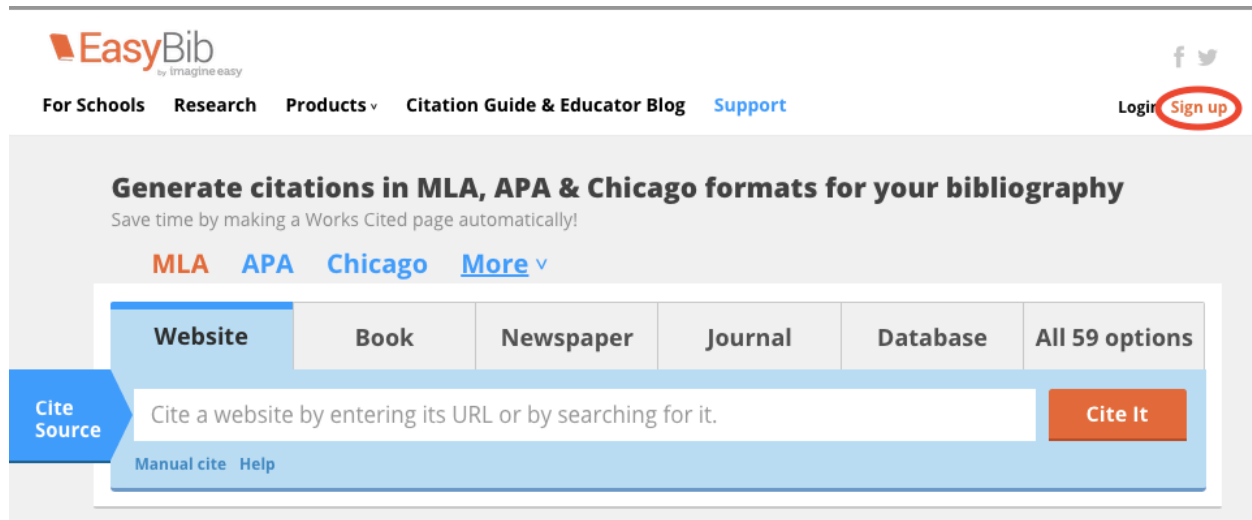 EasyBib
by imagine easy
For Schools Research Products v Citation Guide & Educator Blog Support Login Sign up
Generate citations in MLA, APA & Chicago formats for your bibliography
Save time by making a Works Cited page automatically!
MLA APA Chicago More v
Website Book Newspaper Journal Database All 59 options
Cite
Source
Cite a website by entering its URL or by searching for it. Cite It
Manual cite Help